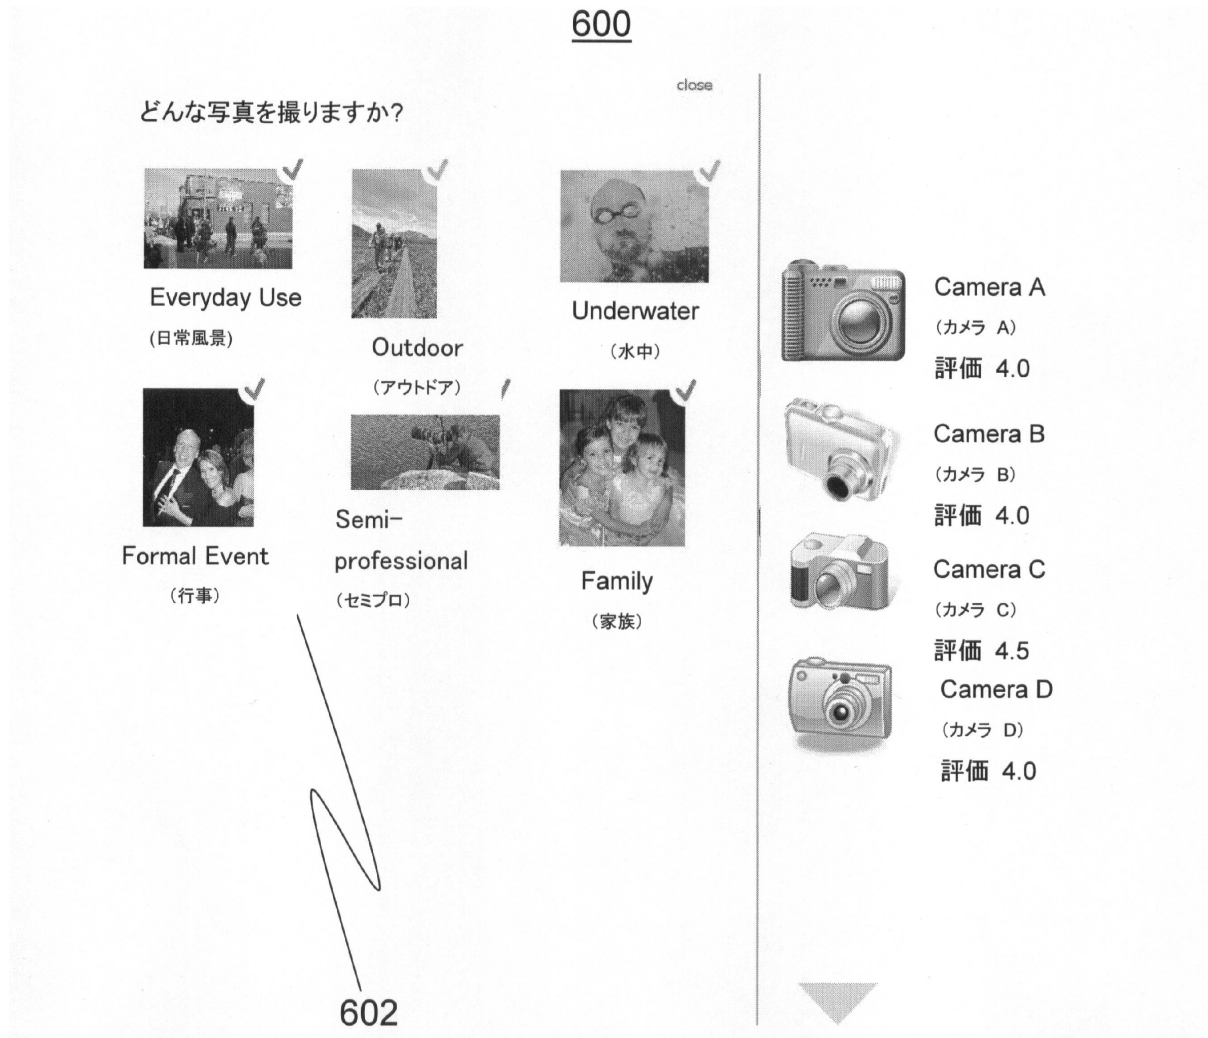 600
close
どんな写真を撮りますか?
Everyday Use
(日常風景)
Outdoor
(アウトドア)
Underwater
(水中)
Formal Event
(行事)
Semi-
professional
(セミプロ)
Family
(家族)
602
Camera A
(カメラ A)
評価 4.0
Camera B
(カメラ B)
評価 4.0
Camera C
(カメラ C)
評価 4.5
Camera D
(カメラ D)
評価 4.0